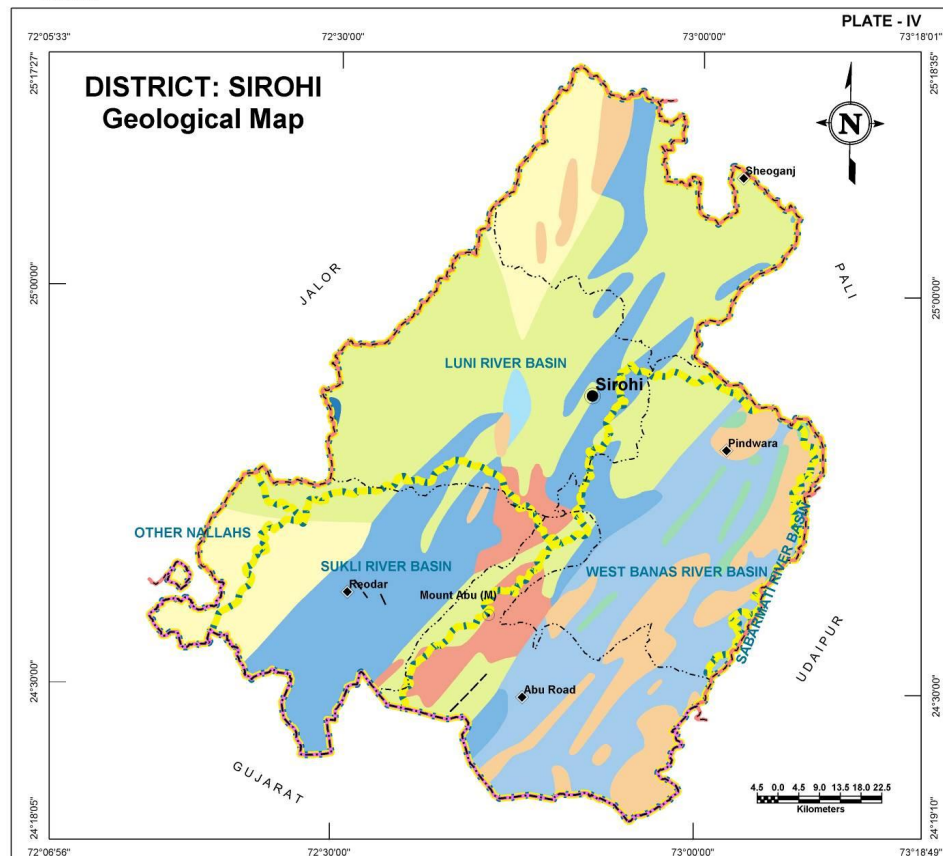 PLATE - IV
72°05'33"
72°30'00"
73°00'00"
73°18'01"
25°17'27"
25°18'35"
DISTRICT: SIROHI
Geological Map
N
Sheoganj
JALOR
PALI
25°00'00"
25°00'00"
LUNI RIVER BASIN
Sirohi
Pindwara
OTHER NALLAHS
SUKLI RIVER BASIN
WEST BANAS RIVER BASIN
SABARMATI RIVER BASIN
Reodar
Mount Abu (M)
UDAIPUR
24°30'00"
24°30'00"
Abu Road
GUJARAT
4.5 0.0 4.5 9.0 13.5 18.0 22.5
Kilometers
24°18'05"
24°19'10"
72°06'56"
72°30'00"
73°00'00"
73°18'49"